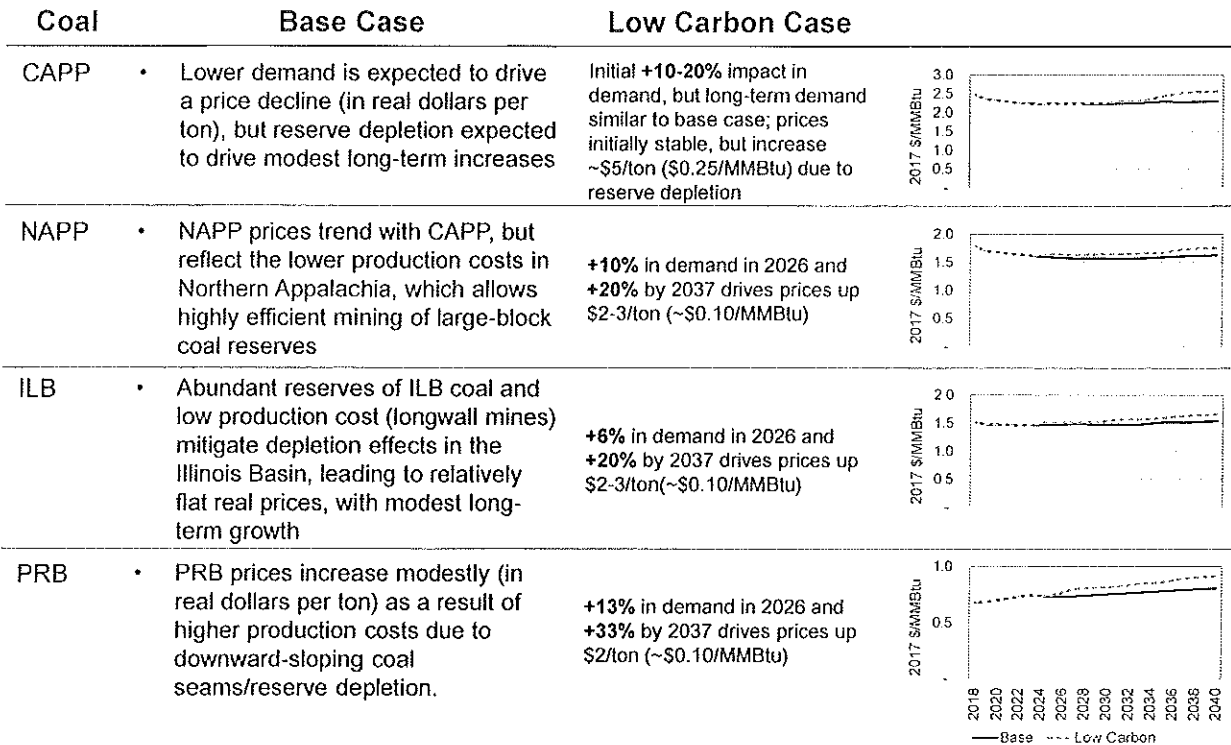 Coal Base Case Low Carbon Case
CAPP
• Lower demand is expected to drive
a price decline (in real dollars per
ton), but reserve depletion expected
to drive modest long-term increases
Initial +10-20% impact in
demand, but long-term demand
similar to base case; prices
initially stable, but increase
~$5/ton ($0.25/MMBtu) due to
reserve depletion
2017 $/MMBtu
3.0
2.5
2.0
1.5
1.0
0.5
-
NAPP
• NAPP prices trend with CAPP, but
reflect the lower production costs in
Northern Appalachia, which allows
highly efficient mining of large-block
coal reserves
+10% in demand in 2026 and
+20% by 2037 drives prices up
$2-3/ton (~$0.10/MMBtu)
2017 $/MMBtu
2.0
1.5
1.0
0.5
-
ILB
• Abundant reserves of ILB coal and
low production cost (longwall mines)
mitigate depletion effects in the
Illinois Basin, leading to relatively
flat real prices, with modest long-
term growth
+6% in demand in 2026 and
+20% by 2037 drives prices up
$2-3/ton(~$0.10/MMBtu)
2017 $/MMBtu
2 0
1.5
1.0
0 5
-
PRB
• PRB prices increase modestly (in
real dollars per ton) as a result of
higher production costs due to
downward-sloping coal
seams/reserve depletion.
+13% in demand in 2026 and
+33% by 2037 drives prices up
$2/ton (~$0.10/MMBtu)
2017 $/MMBtu
1.0
0.5
-
2018 2020 2022 2024 2026 2028 2030 2032 2034 2036 2038 2040
Base Low Carbon